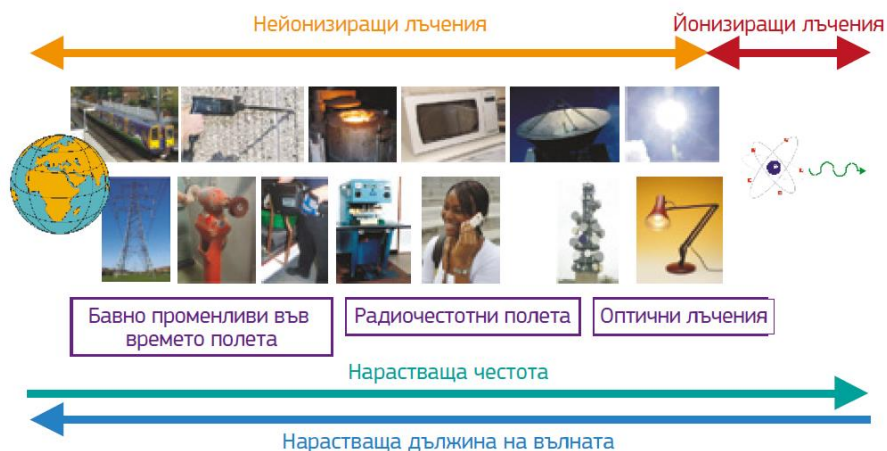 Нейонизиращи лъчения
Йонизиращи лъчения
Бавно променливи във
времето полета
Радиочестотни полета
Оптични лъчения
Нарастваща честота
Нарастваща дължина на вълната